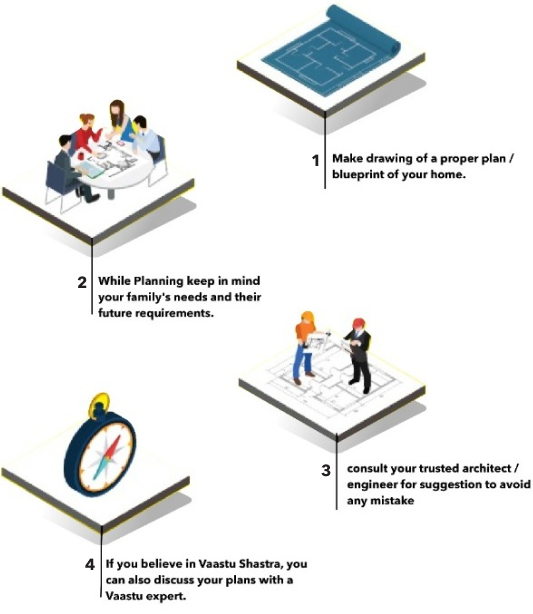 1 Make drawing of a proper plan /
blueprint of your home.
2 While Planning keep in mind
your family's needs and their
future requirements.
3 consult your trusted architect /
engineer for suggestion to avoid
any mistake
4 If you believe in Vaastu Shastra, you
can also discuss your plans with a
Vaastu expert.